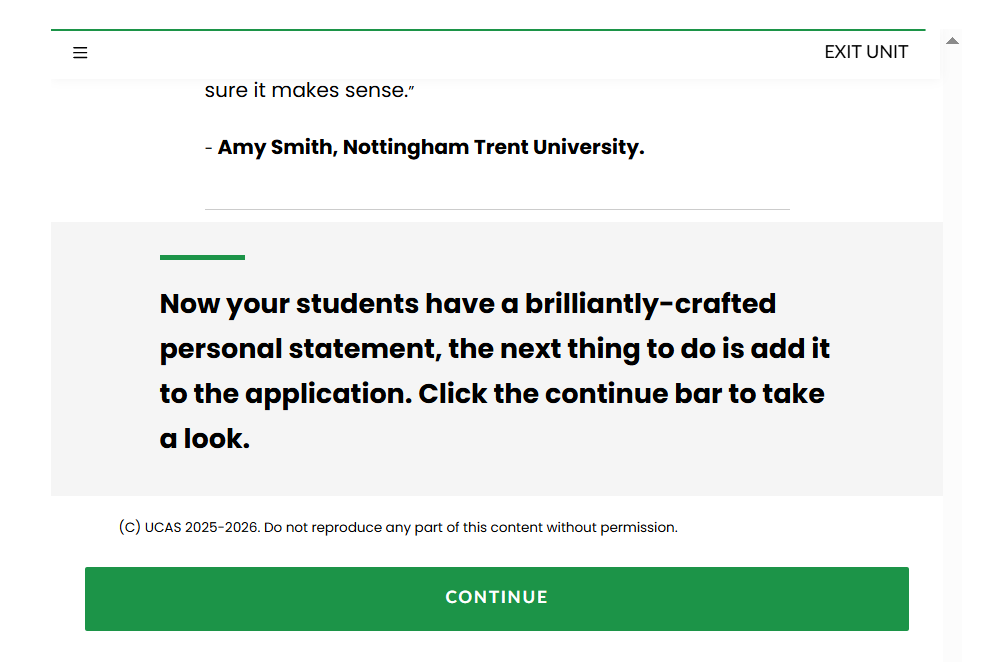 EXIT UNIT
sure it makes sense.”
- Amy Smith, Nottingham Trent University.
Now your students have a brilliantly-crafted
personal statement, the next thing to do is add it
to the application. Click the continue bar to take
a look.
(C) UCAS 2025-2026. Do not reproduce any part of this content without permission.
CONTINUE